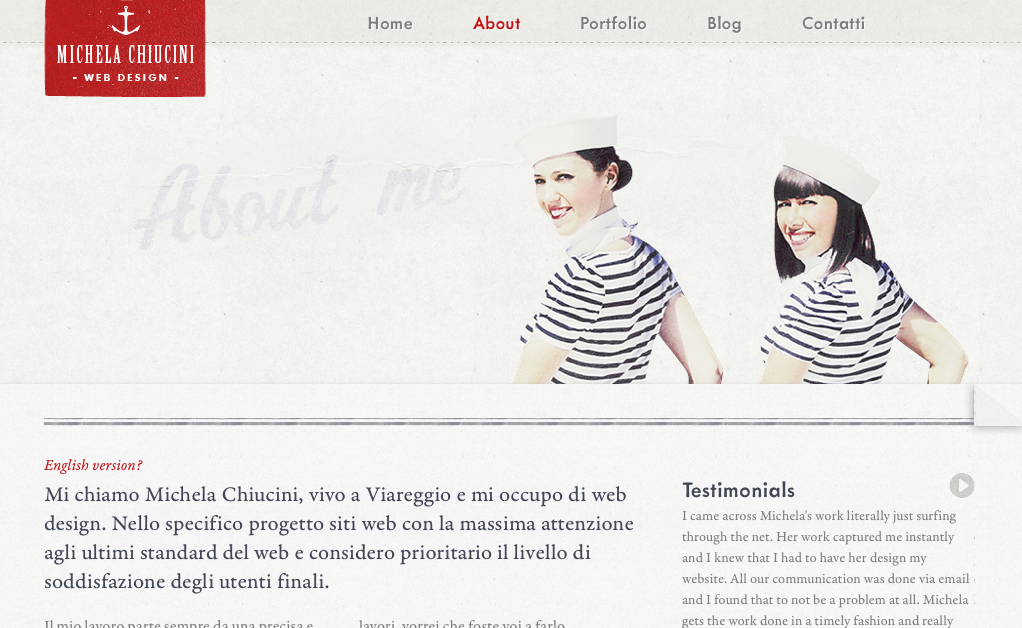 MICHELA CHIUCINI
- WEB DESIGN -
Home About Portfolio Blog Contatti
About me
English version?
Mi chiamo Michela Chiucini, vivo a Viareggio e mi occupo di web
design. Nello specifico progetto siti web con la massima attenzione
agli ultimi standard del web e considero prioritario il livello di
soddisfazione degli utenti finali.
Il mio lavoro parte sempre da una precisa e
lavori, vorrei che foste voi a farlo
Testimonials
I came across Michela's work literally just surfing
through the net. Her work captured me instantly
and I knew that I had to have her design my
website. All our communication was done via email
and I found that to not be a problem at all. Michela
gets the work done in a timely fashion and really